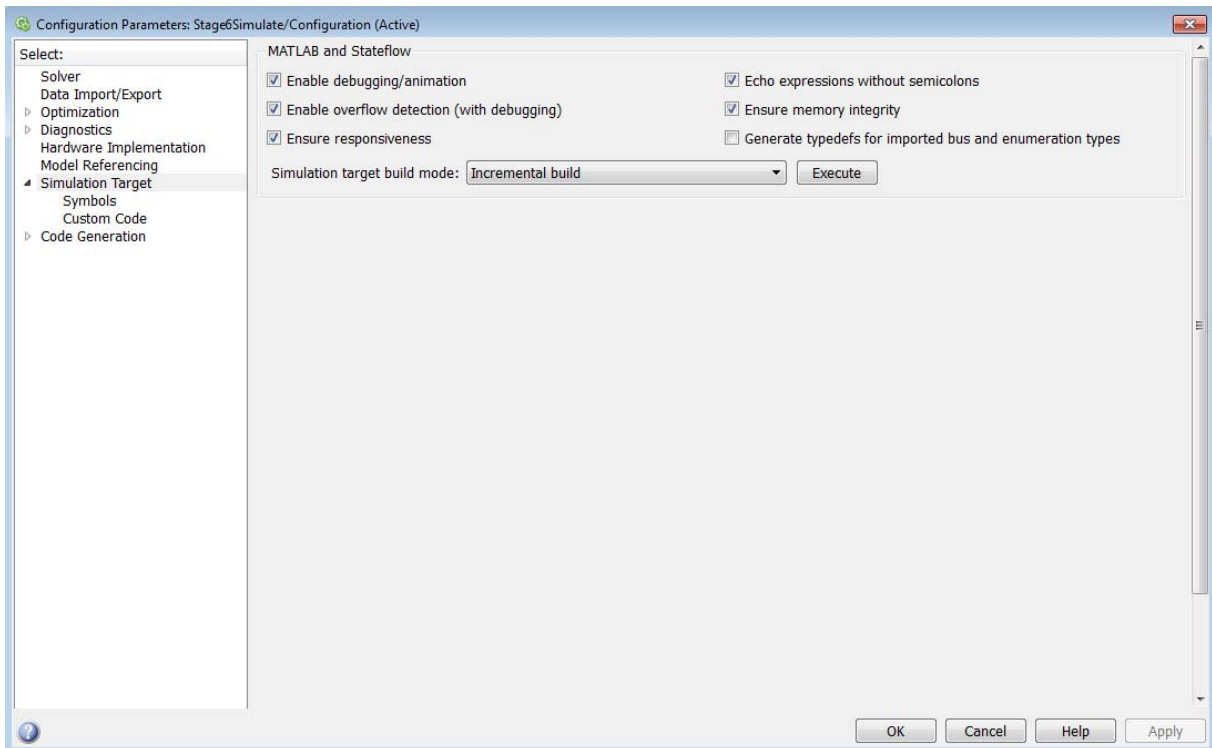 Configuration Parameters: Stage6Simulate/Configuration (Active)
Select:
Solver
Data Import/Export
Optimization
Diagnostics
Hardware Implementation
Model Referencing
Simulation Target
Symbols
Custom Code
Code Generation
MATLAB and Stateflow
Enable debugging/animation
Echo expressions without semicolons
Enable overflow detection (with debugging)
Ensure memory integrity
Ensure responsiveness
Generate typedefs for imported bus and enumeration types
Simulation target build mode: Incremental build Execute
OK Cancel Help Apply